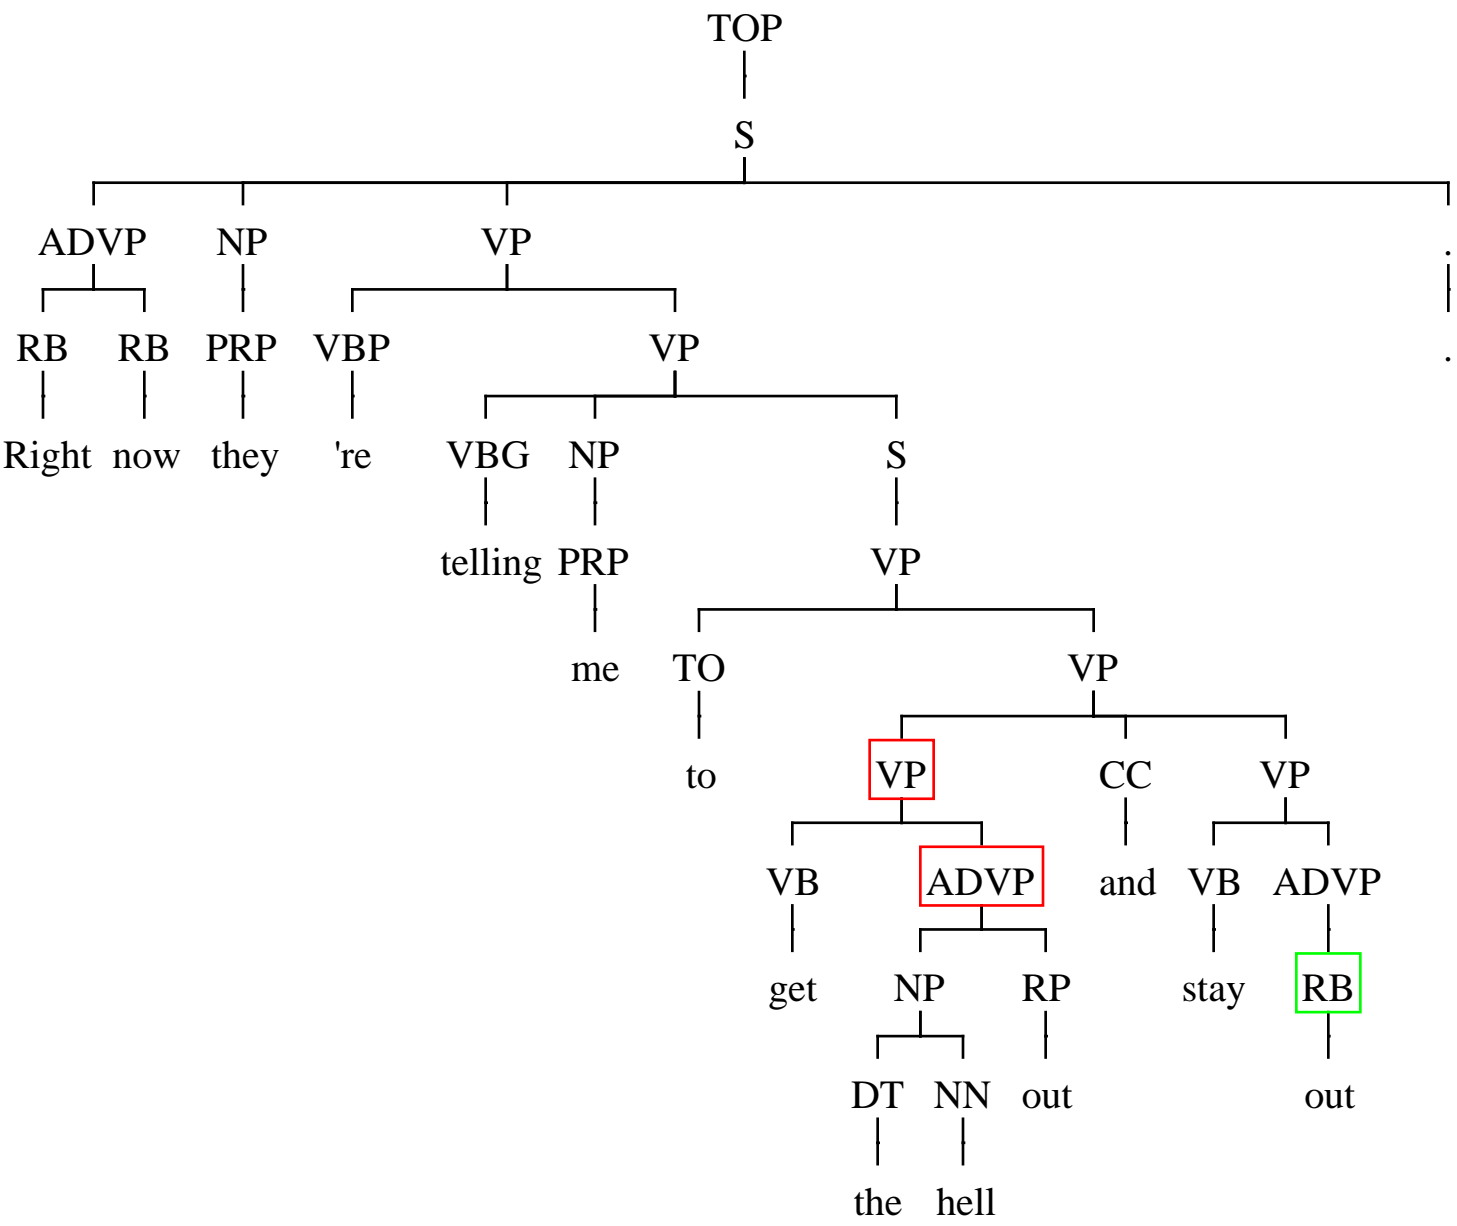 TOP
S
ADVP NP VP .
RB RB PRP VBP VP .
Right now they 're VBG NP S
telling PRP VP
me TO VP
to VP CC VP
VB ADVP and VB ADVP
get NP RP stay RB
DT NN out out
the hell